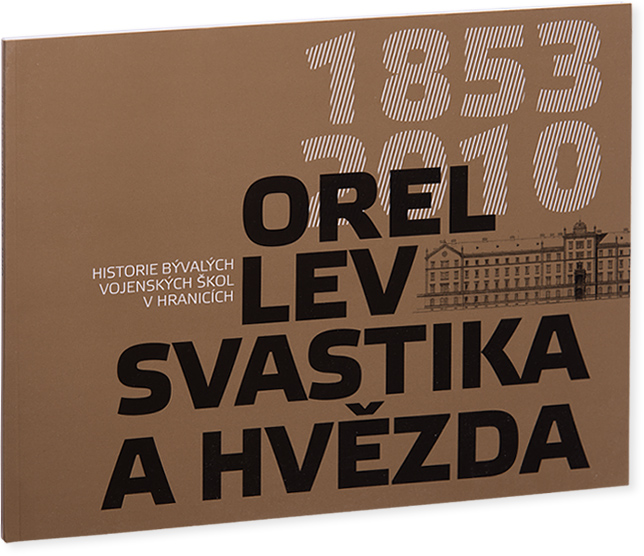 1853
2010
OREL
HISTORIE BÝVALÝCH
VOJENSKÝCH ŠKOL
V HRANICÍCH
LEV
SVASTIKA
A HVĚZDA